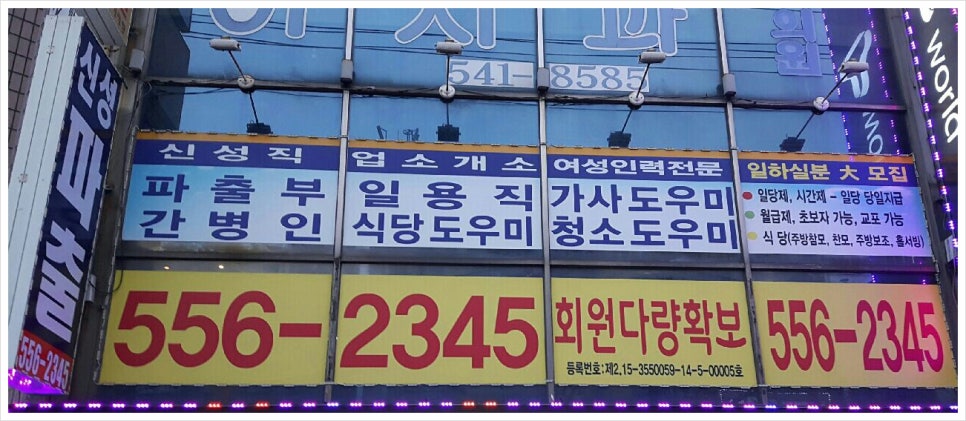 치과
의원
541-8585
world
신성파출
556-2345
신성직업소개소
여성인력전문
일하실분 大 모집
파출부 일용직 가사도우미
간병인 식당도우미 청소도우미
일당제, 시간제 - 일당 당일지급
월급제, 초보자 가능, 교포 가능
식 당(주방참모, 찬모, 주방보조, 홀서빙)
556-2345
회원다량확보
등록번호:제2.15-3550059-14-5-00005호
556-2345